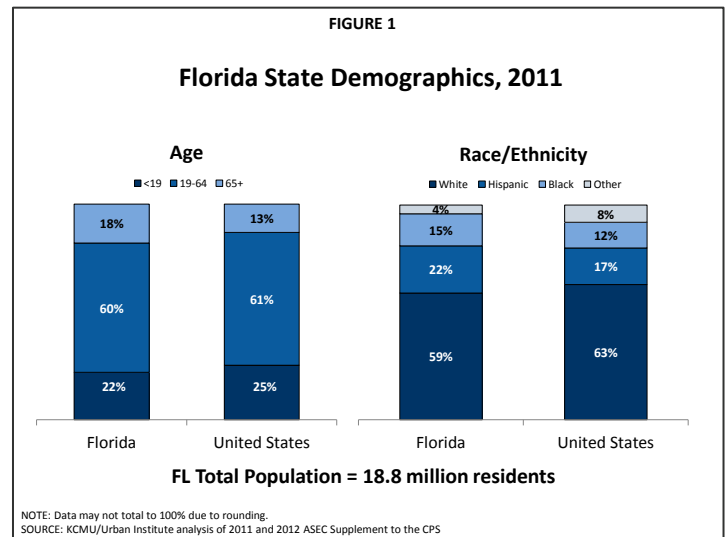 FIGURE 1
Florida State Demographics, 2011
Age
<19 19-64 65+
18%
60%
22%
13%
61%
25%
Florida United States
Race/Ethnicity
White Hispanic Black Other
4%
15%
22%
59%
8%
12%
17%
63%
Florida United States
FL Total Population = 18.8 million residents
NOTE: Data may not total to 100% due to rounding.
SOURCE: KCMU/Urban Institute analysis of 2011 and 2012 ASEC Supplement to the CPS